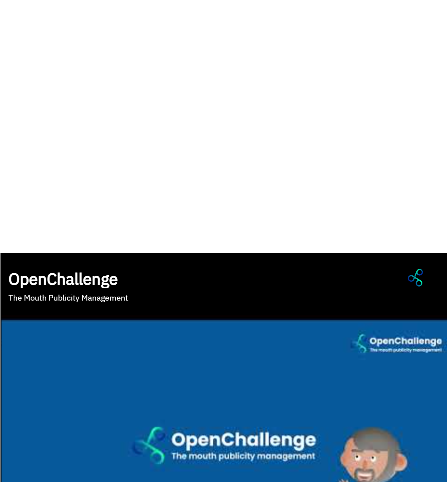 OpenChallenge
The Mouth Publicity Management
OpenChallenge
The mouth publicity management
OpenChallenge
The mouth publicity management